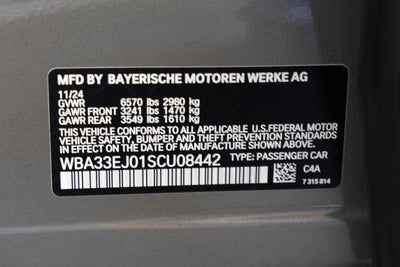 MFD BY BAYERISCHE MOTOREN WERKE AG
11/24
GVWR 6570 lbs 2980 kg
GAWR FRONT 3241 lbs 1470 kg
GAWR REAR 3549 lbs 1610 kg
THIS VEHICLE CONFORMS TO ALL APPLICABLE U.S. FEDERAL MOTOR
VEHICLE SAFETY, BUMPER AND THEFT PREVENTION STANDARDS
IN EFFECT ON THE DATE OF MANUFACTURE SHOWN ABOVE.
WBA33EJ01SCU08442 TYPE: PASSENGER CAR
C4A
7 315 814